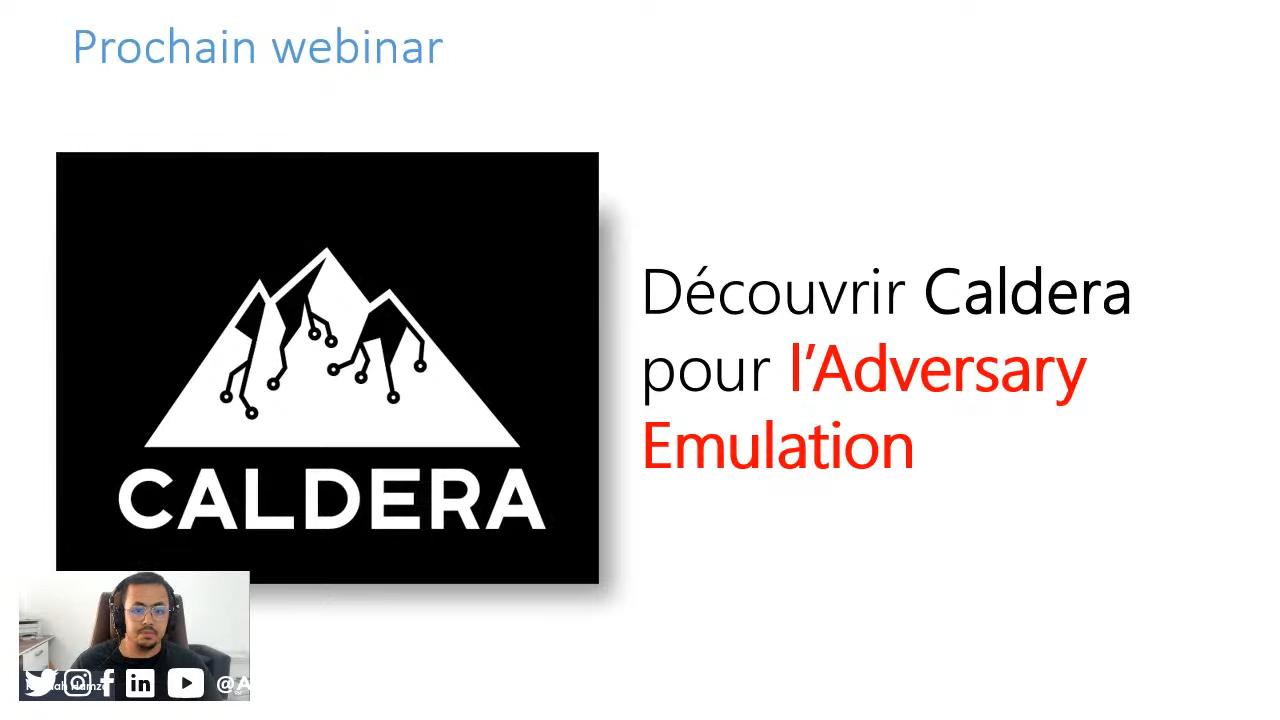 Prochain webinar
CALDERA
Découvrir Caldera
pour l’Adversary
Emulation